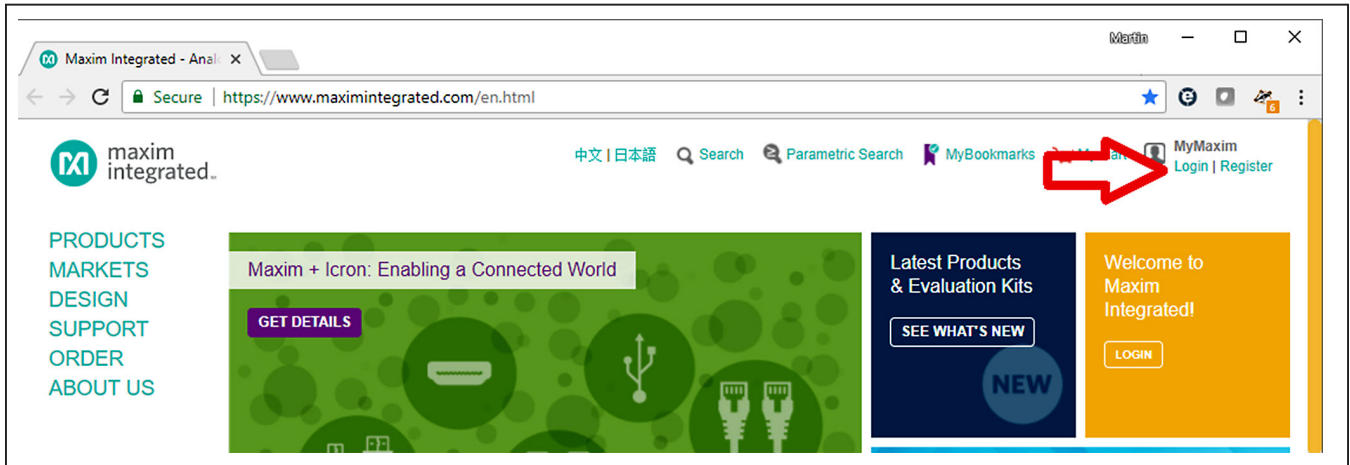 Martin
Maxim Integrated - Anal
Secure | https://www.maximintegrated.com/en.html
6
maxim
integrated
中文 | 日本語 Search Parametric Search MyBookmarks
MyMaxim
Login | Register
PRODUCTS
MARKETS
DESIGN
SUPPORT
ORDER
ABOUT US
Maxim + Icron: Enabling a Connected World
GET DETAILS
Latest Products
& Evaluation Kits
SEE WHAT'S NEW
NEW
Welcome to
Maxim
Integrated!
LOGIN